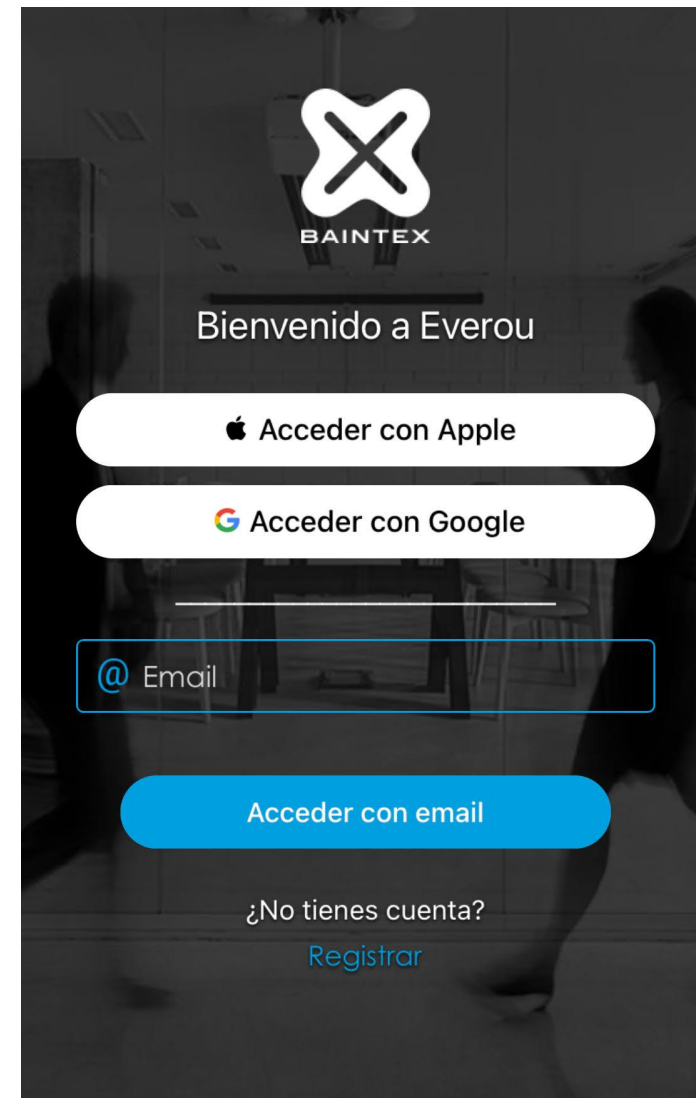 BAINTEX
Bienvenido a Everou
Acceder con Apple
Acceder con Google
@ Email
Acceder con email
¿No tienes cuenta?
Registrar